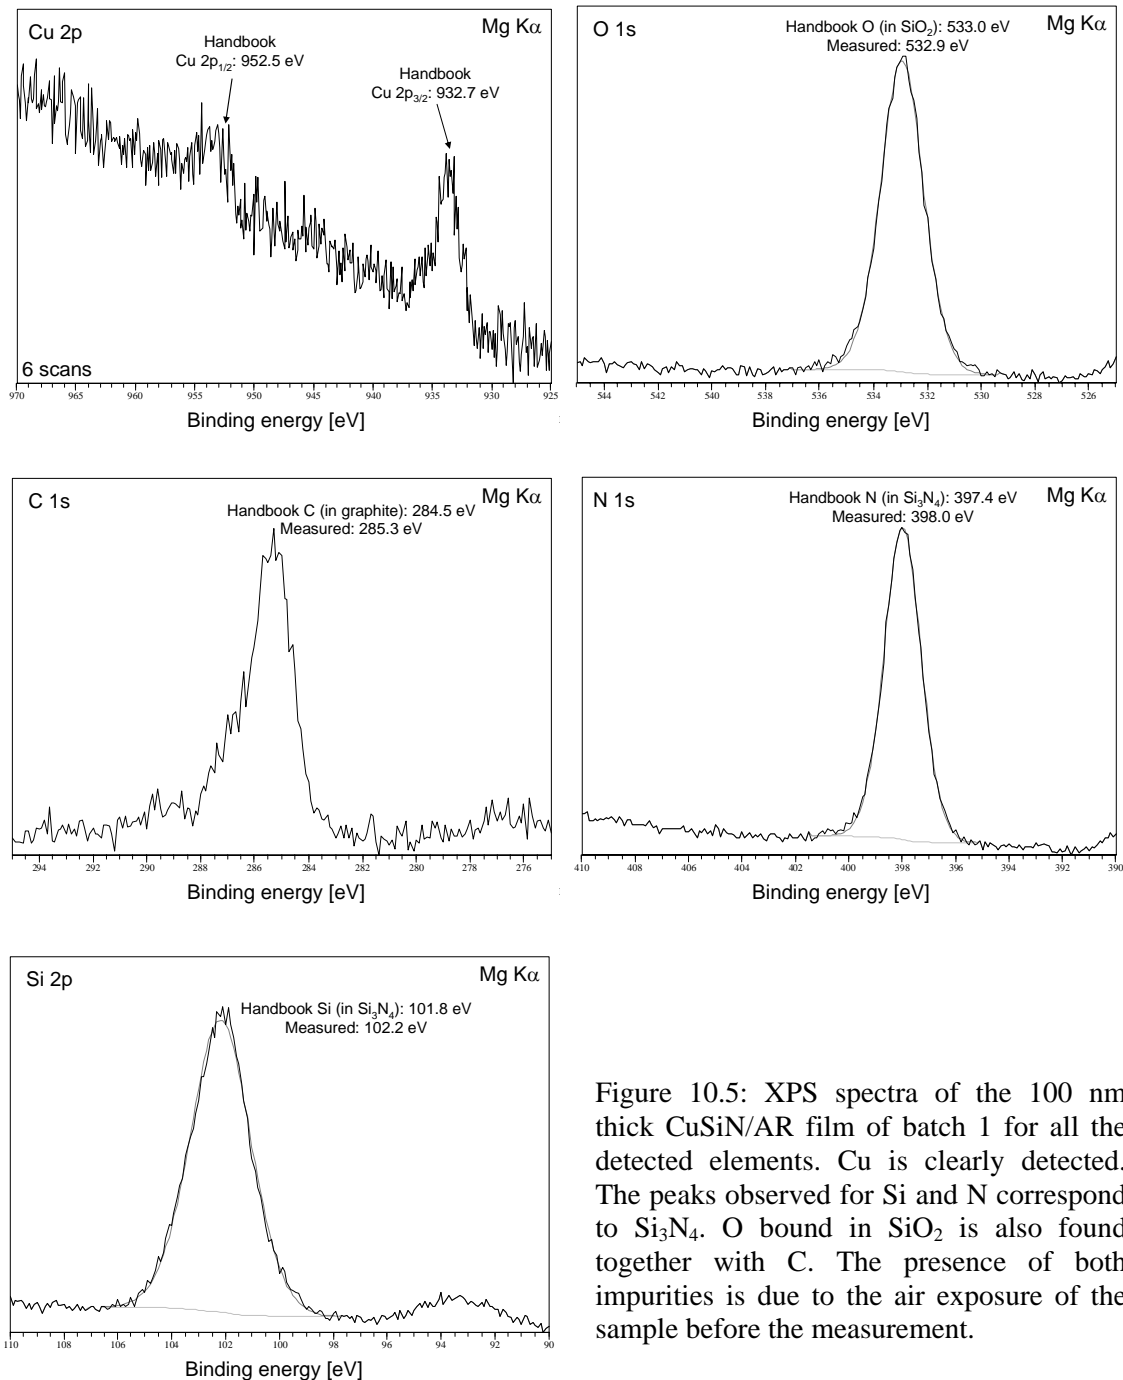 Cu 2p
Mg Kα
Handbook
Cu 2p1/2: 952.5 eV
Handbook
Cu 2p3/2: 932.7 eV
6 scans
970 965 960 955 950 945 940 935 930 925
Binding energy [eV]
O 1s
Handbook O (in SiO2): 533.0 eV
Mg Kα
Measured: 532.9 eV
544 540 538 536 534 532 530 528 526
Binding energy [eV]
C 1s
Mg Kα
Handbook C (in graphite): 284.5 eV
Measured: 285.3 eV
294 292 290 288 286 284 282 280 278 276
Binding energy [eV]
N 1s
Handbook N (in Si3N4): 397.4 eV
Mg Kα
Measured: 398.0 eV
410 408 406 404 402 400 398 396 394 392 390
Binding energy [eV]
Si 2p
Mg Kα
Handbook Si (in Si3N4): 101.8 eV
Measured: 102.2 eV
110 108 106 104 102 100 98 96 94 92 90
Binding energy [eV]
Figure 10.5: XPS spectra of the 100 nm
thick CuSiN/AR film of batch 1 for all the
detected elements. Cu is clearly detected.
The peaks observed for Si and N correspond
to Si3N4. O bound in SiO2 is also found
together with C. The presence of both
impurities is due to the air exposure of the
sample before the measurement.